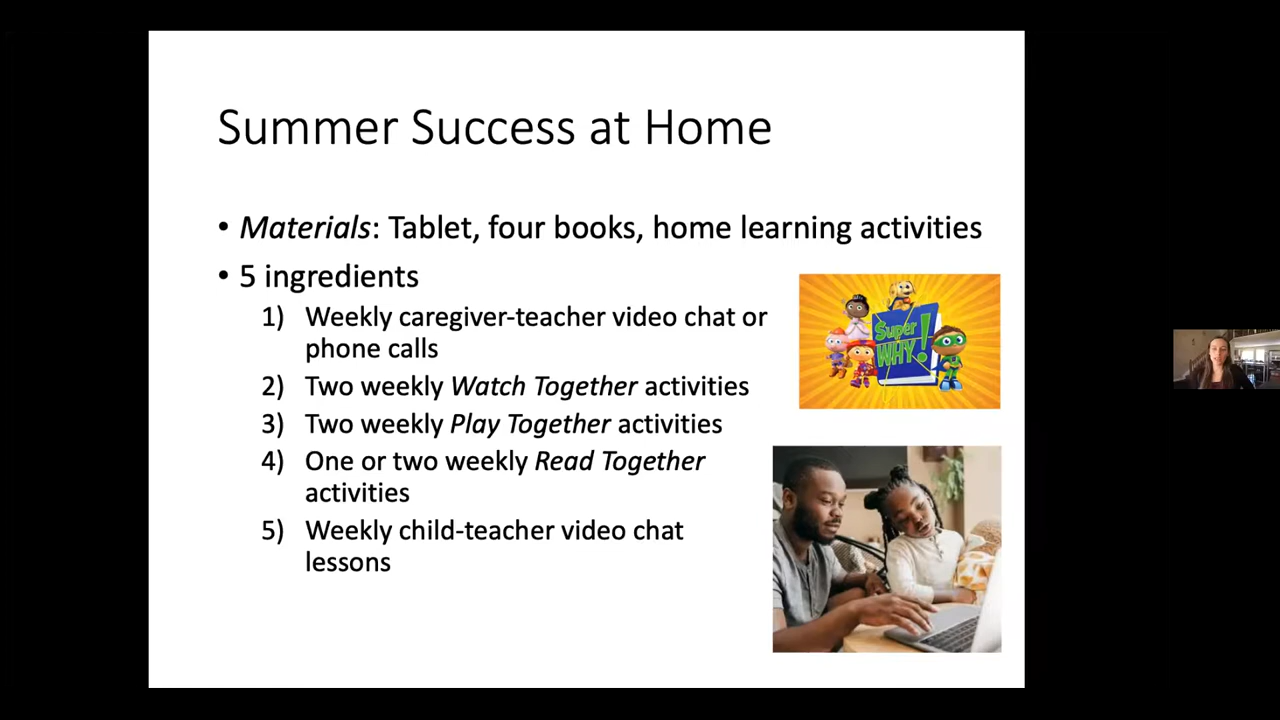 Summer Success at Home
• Materials: Tablet, four books, home learning activities
• 5 ingredients
1) Weekly caregiver-teacher video chat or
phone calls
2) Two weekly Watch Together activities
3) Two weekly Play Together activities
4) One or two weekly Read Together
activities
5) Weekly child-teacher video chat
lessons
Super
WHY!